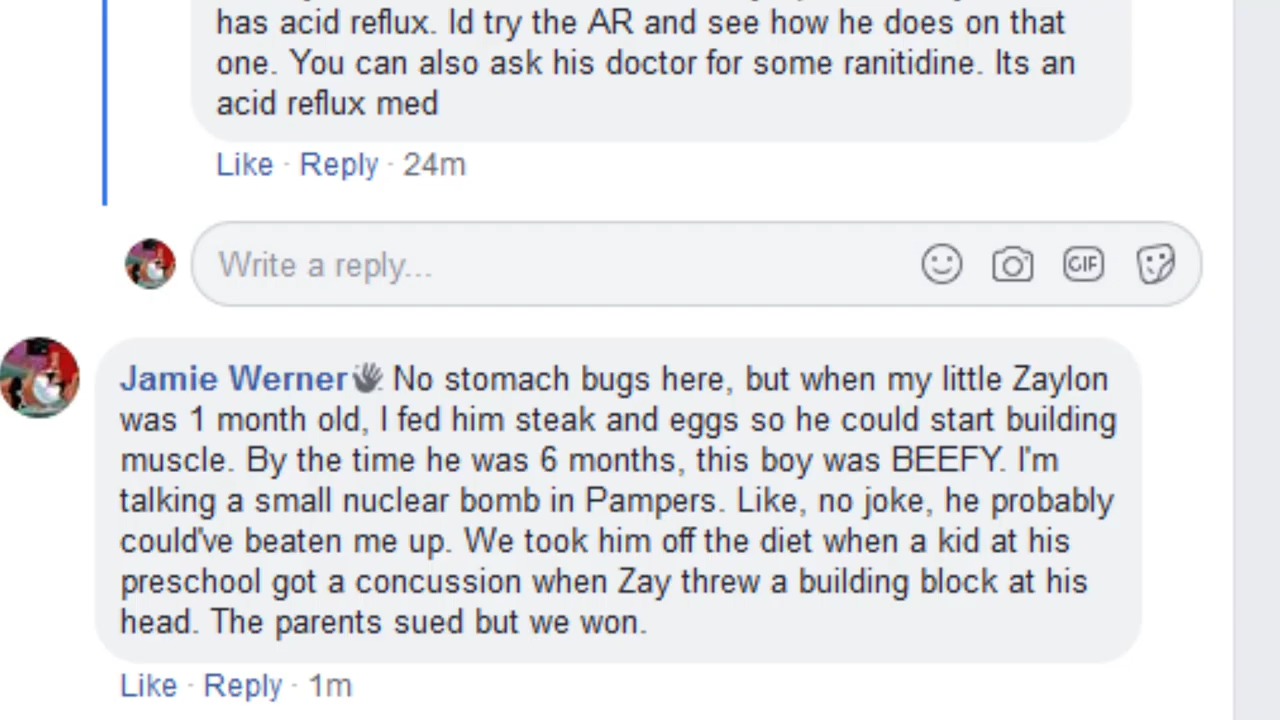 has acid reflux. Id try the AR and see how he does on that
one. You can also ask his doctor for some ranitidine. Its an
acid reflux med
Like · Reply · 24m
Write a reply...
GIF
Jamie Werner No stomach bugs here, but when my little Zaylon
was 1 month old, I fed him steak and eggs so he could start building
muscle. By the time he was 6 months, this boy was BEEFY. I'm
talking a small nuclear bomb in Pampers. Like, no joke, he probably
could've beaten me up. We took him off the diet when a kid at his
preschool got a concussion when Zay threw a building block at his
head. The parents sued but we won.
Like · Reply · 1m